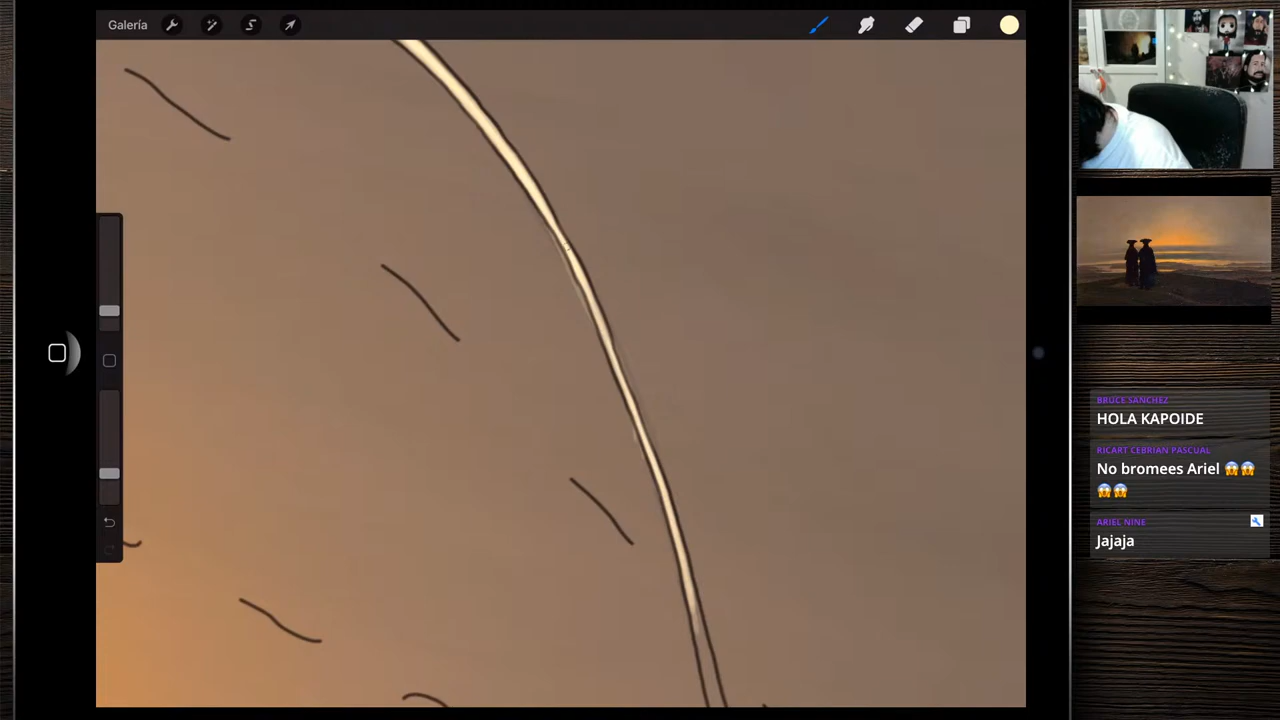 Galería
BRUCE SANCHEZ
HOLA KAPOIDE
RICART CEBRIAN PASCUAL
No bromees Ariel 😱😱
😱😱
ARIEL NINE
Jajaja